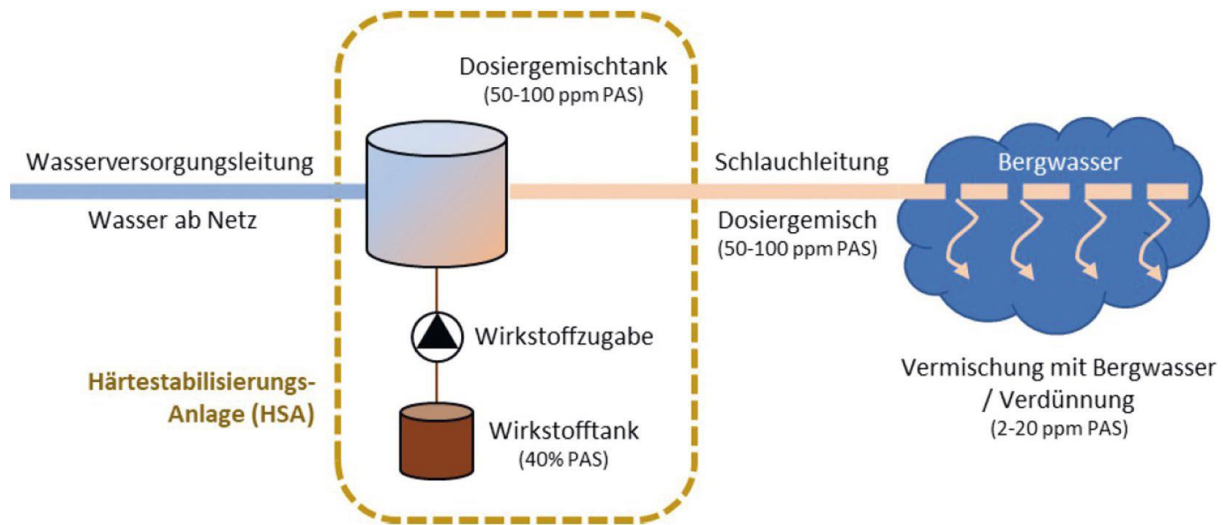 Dosiergemischtank
(50-100 ppm PAS)
Wasserversorgungsleitung
Wasser ab Netz
Schlauchleitung
Dosiergemisch
(50-100 ppm PAS)
Bergwasser
Wirkstoffzugabe
Härtestabilisierungs-
Anlage (HSA)
Wirkstofftank
(40% PAS)
Vermischung mit Bergwasser
/ Verdünnung
(2-20 ppm PAS)